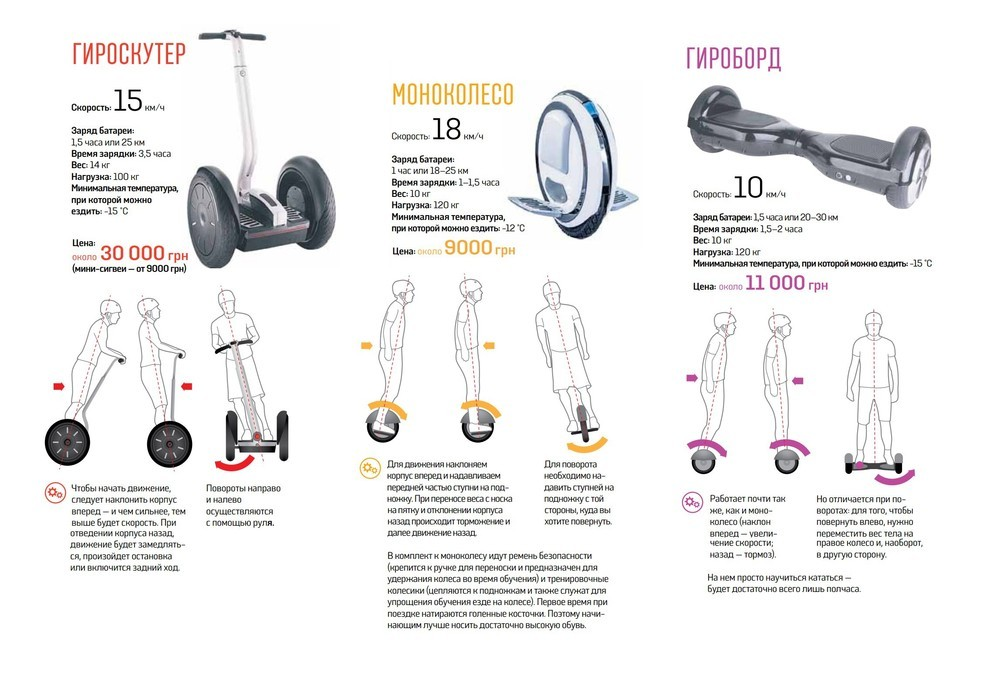 ГИРОСКУТЕР
Скорость: 15 км/ч
Заряд батареи:
1,5 часа или 25 км
Время зарядки: 3,5 часа
Вес: 14 кг
Нагрузка: 100 кг
Минимальная температура,
при которой можно
ездить: -15 °C
Цена:
около 30 000 грн
(мини-сигвеи — от 9000 грн)
Чтобы начать движение,
следует наклонить корпус
вперед — и чем сильнее, тем
выше будет скорость. При
отведении корпуса назад,
движение будет замедлять-
ся, произойдет остановка
или включится задний ход.
Повороты направо
и налево
осуществляются
с помощью руля.
МОНОКОЛЕСО
Скорость: 18 км/ч
Заряд батареи:
1 час или 18–25 км
Время зарядки: 1–1,5 часа
Вес: 10 кг
Нагрузка: 120 кг
Минимальная температура,
при которой можно ездить: -12 °C
Цена: около 9000 грн
Для движения наклоняем
корпус вперед и надавливаем
передней частью ступни на под-
ножку. При переносе веса с носка
на пятку и отклонении корпуса
назад происходит торможение и
далее движение назад.
Для поворота
необходимо на-
давить ступней на
подножку с той
стороны, куда вы
хотите повернуть.
В комплект к моноколесу идут ремень безопасности
(крепится к ручке для переноски и предназначен для
удержания колеса во время обучения) и тренировочные
колесики (цепляются к подножкам и также служат для
упрощения обучения езде на колесе). Первое время при
поездке натираются голенные косточки. Поэтому начи-
нающим лучше носить достаточно высокую обувь.
ГИРОБОРД
Скорость: 10 км/ч
Заряд батареи: 1,5 часа или 20–30 км
Время зарядки: 1,5–2 часа
Вес: 10 кг
Нагрузка: 120 кг
Минимальная температура, при которой можно ездить: -15 °C
Цена: около 11 000 грн
Работает почти так
же, как и моно-
колесо (наклон
вперед — увели-
чение скорости;
назад — тормоз).
Но отличается при по-
воротах: для того, чтобы
повернуть влево, нужно
переместить вес тела на
правое колесо и, наоборот,
в другую сторону.
На нем просто научиться кататься —
будет достаточно всего лишь полчаса.